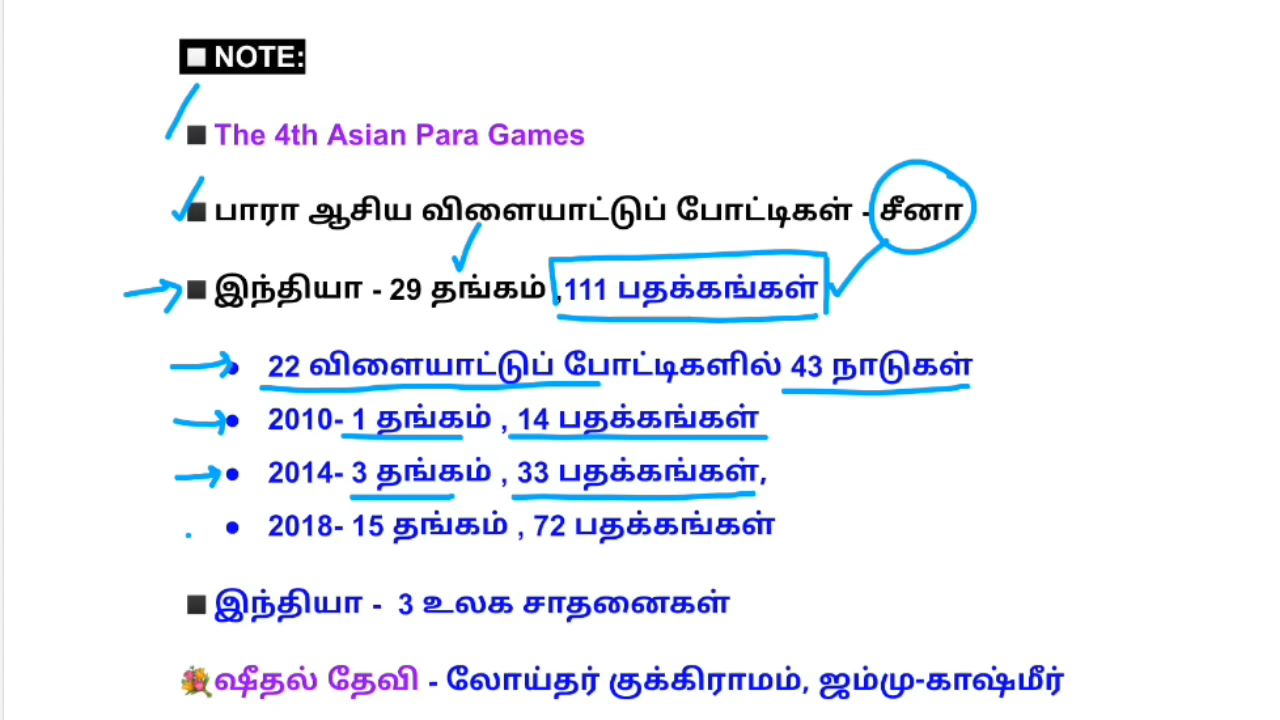 NOTE:
The 4th Asian Para Games
பாரா ஆசிய விளையாட்டுப் போட்டிகள் - சீனா
இந்தியா - 29 தங்கம் ,111 பதக்கங்கள்
22 விளையாட்டுப் போட்டிகளில் 43 நாடுகள்
2010- 1 தங்கம் , 14 பதக்கங்கள்
2014- 3 தங்கம் , 33 பதக்கங்கள்,
2018- 15 தங்கம் , 72 பதக்கங்கள்
இந்தியா - 3 உலக சாதனைகள்
ஷீதல் தேவி - லோய்தர் குக்கிராமம், ஜம்மு-காஷ்மீர்